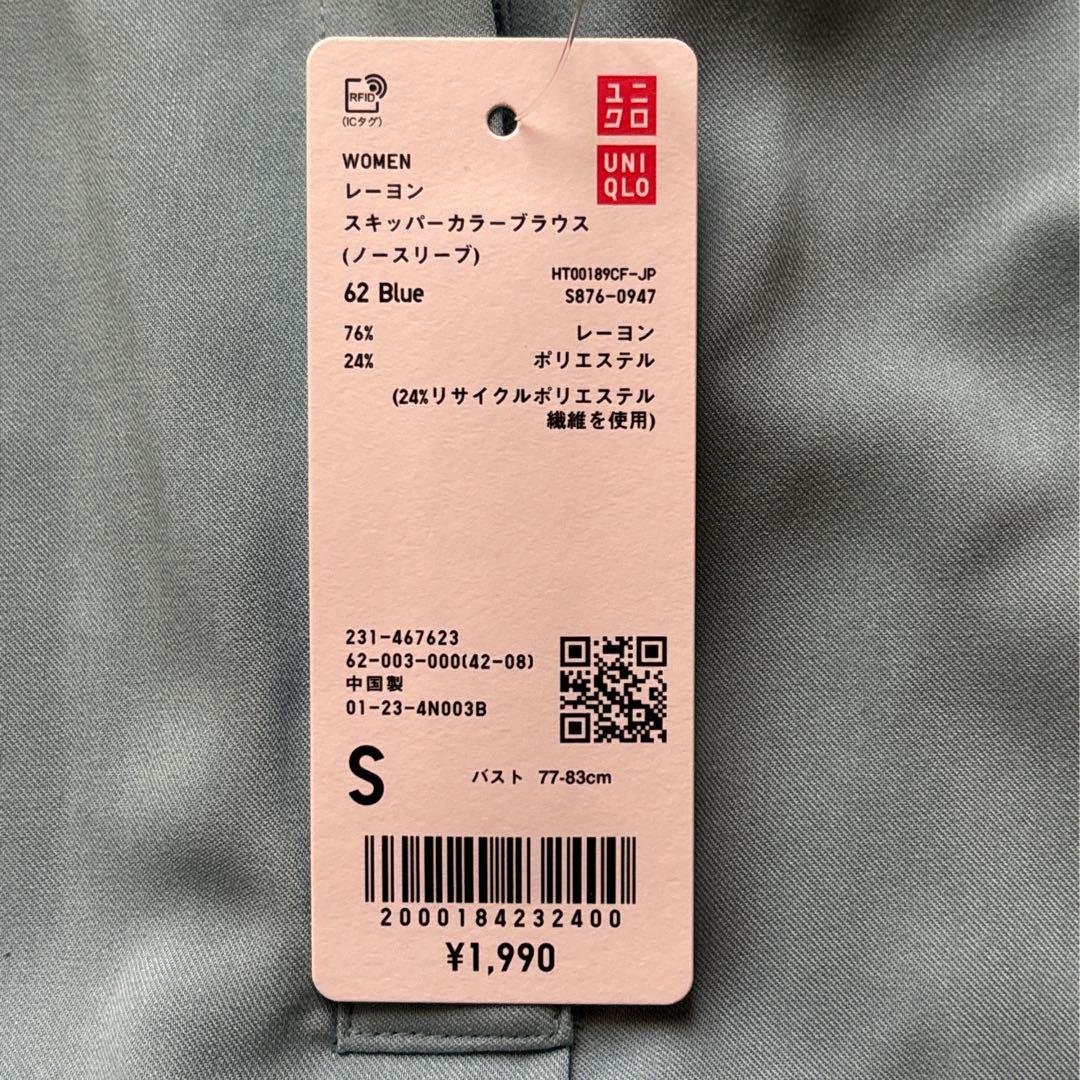 RFID
(ICタグ)
ユニ
クロ
UNI
QLO
WOMEN
レーヨン
スキッパーカラーブラウス
(ノースリーブ)
HT00189CF-JP
62 Blue
S876-0947
76% レーヨン
24% ポリエステル
(24%リサイクルポリエステル
繊維を使用)
231-467623
62-003-000(42-08)
中国製
01-23-4N003B
S
バスト 77-83cm
2000184232400
¥1,990